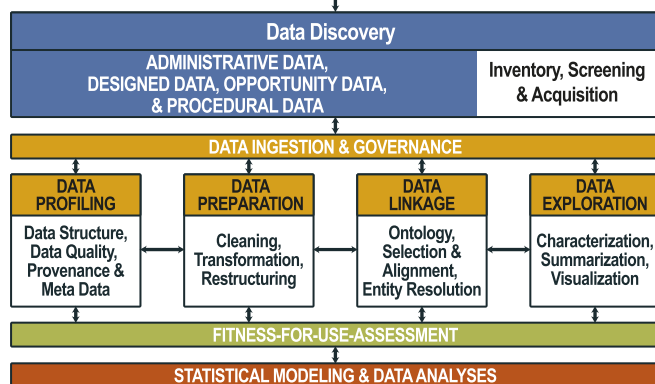 Data Discovery
ADMINISTRATIVE DATA,
DESIGNED DATA, OPPORTUNITY DATA,
& PROCEDURAL DATA
Inventory, Screening
& Acquisition
DATA INGESTION & GOVERNANCE
DATA
PROFILING
Data Structure,
Data Quality,
Provenance &
Meta Data
DATA
PREPARATION
Cleaning,
Transformation,
Restructuring
DATA
LINKAGE
Ontology,
Selection &
Alignment,
Entity Resolution
DATA
EXPLORATION
Characterization,
Summarization,
Visualization
FITNESS-FOR-USE-ASSESSMENT
STATISTICAL MODELING & DATA ANALYSES